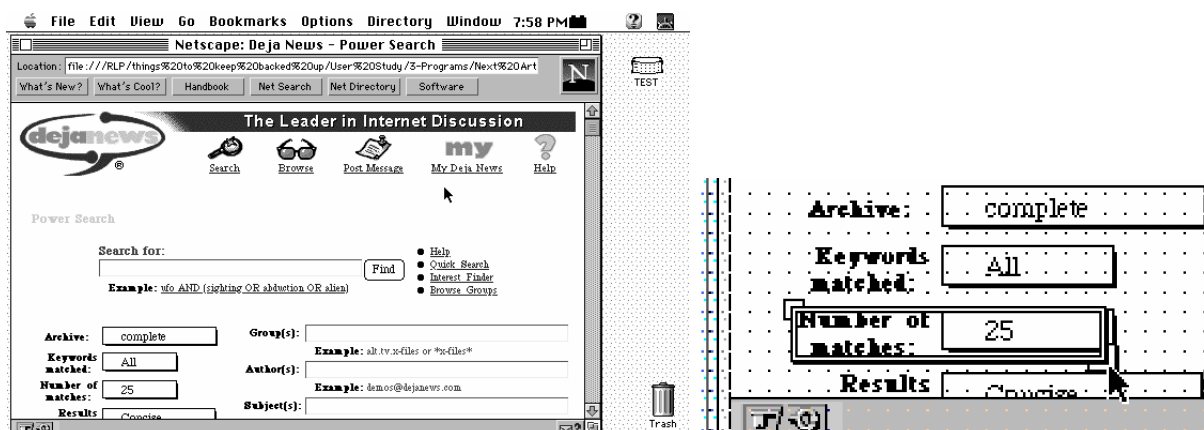 File Edit View Go Bookmarks Options Directory Window 7:58 PM
Netscape: Deja News - Power Search
Location: file:///RLP/things%20to%20keep%20backed%20up/User%20Study/3-Programs/Next%20Art
What's New? What's Cool? Handbook Net Search Net Directory Software
N
TEST
The Leader in Internet Discussion
dejanews
®
my
Search Browse Post Message My Deja News Help
Power Search
Search for:
Find
Example: ufo AND (sighting OR abduction OR alien)
Help
Quick Search
Interest Finder
Browse Groups
Archive: complete
Keywords matched: All
Number of matches: 25
Results Concise
Group(s):
Example: alt.tv.x-files or *x-files*
Author(s):
Example: demos@dejanews.com
Subject(s):
Trash
Archive: complete
Keywords
matched: All
Number of
matches: 25
Results Concise